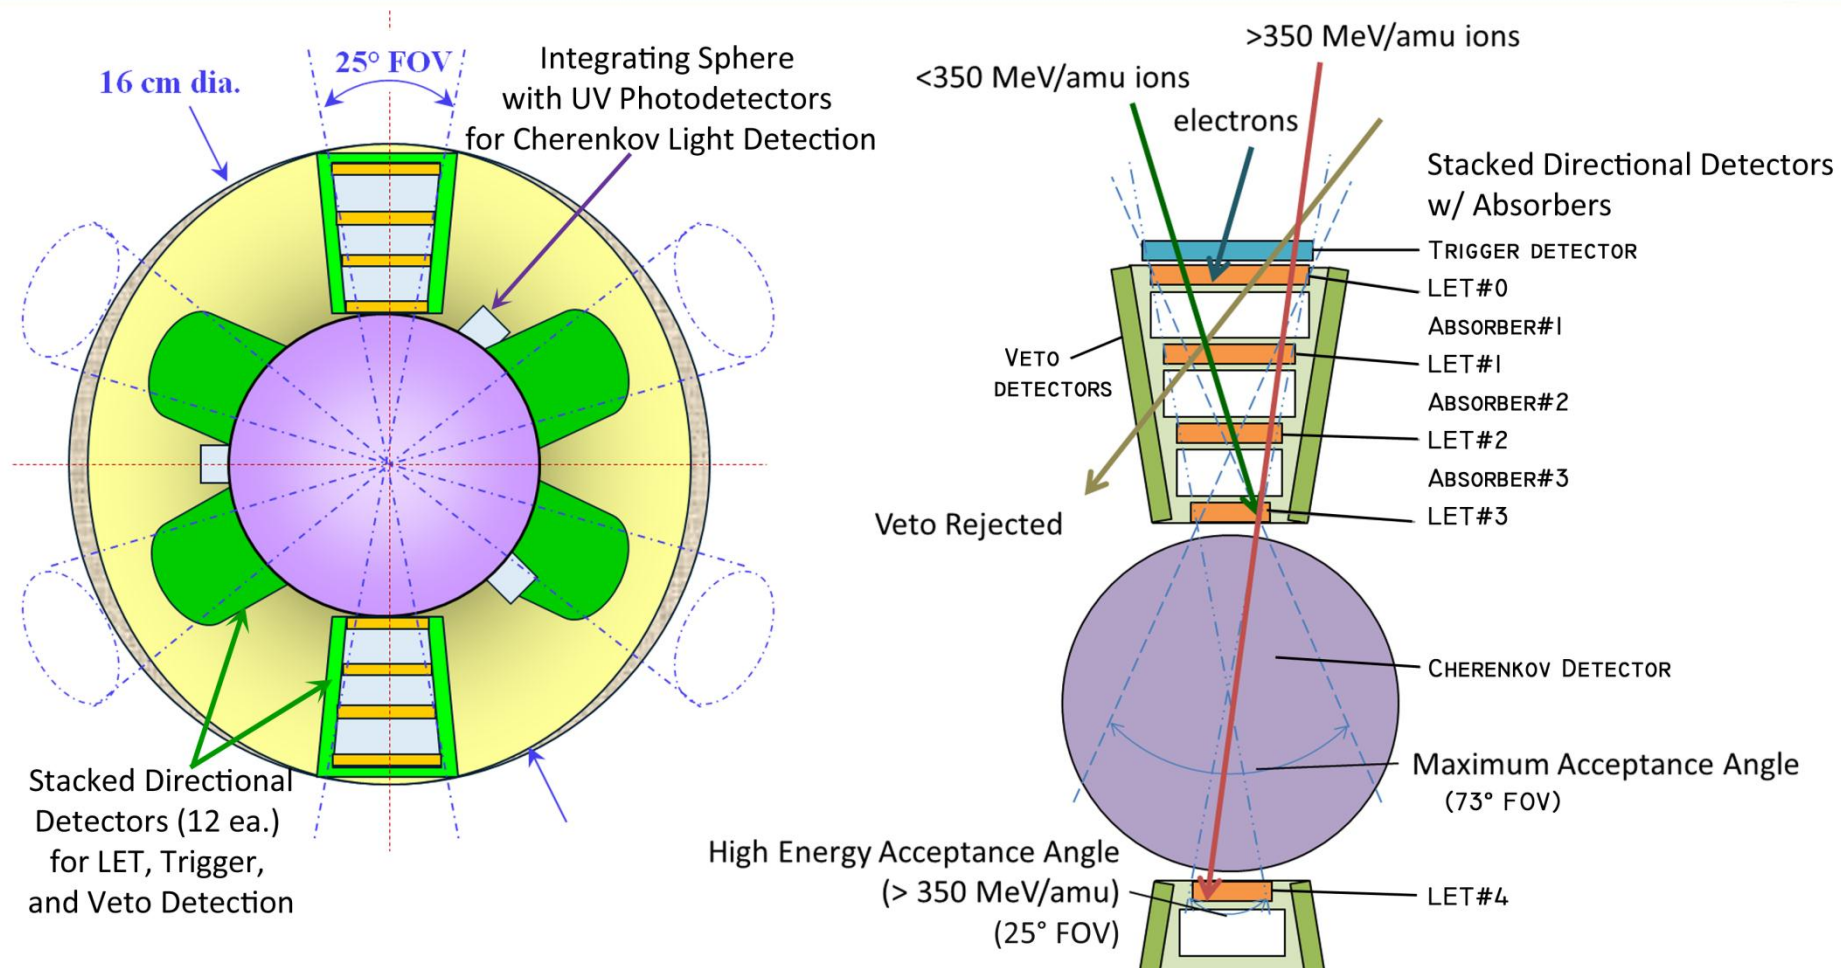 16 cm dia.
25° FOV
Integrating Sphere
with UV Photodetectors
for Cherenkov Light Detection
Stacked Directional
Detectors (12 ea.)
for LET, Trigger,
and Veto Detection
>350 MeV/amu ions
<350 MeV/amu ions
electrons
Stacked Directional Detectors
w/ Absorbers
TRIGGER DETECTOR
LET#0
ABSORBER#1
LET#1
ABSORBER#2
LET#2
ABSORBER#3
LET#3
VETO
DETECTORS
Veto Rejected
CHERENKOV DETECTOR
Maximum Acceptance Angle
(73° FOV)
High Energy Acceptance Angle
(> 350 MeV/amu)
(25° FOV)
LET#4